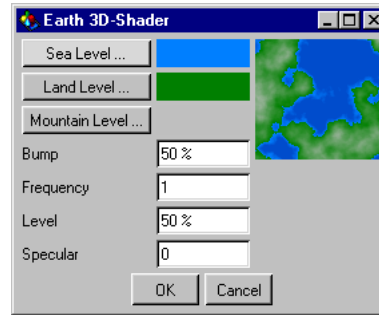 Earth 3D-Shader
Sea Level ...
Land Level ...
Mountain Level ...
Bump 50 %
Frequency 1
Level 50 %
Specular 0
OK Cancel